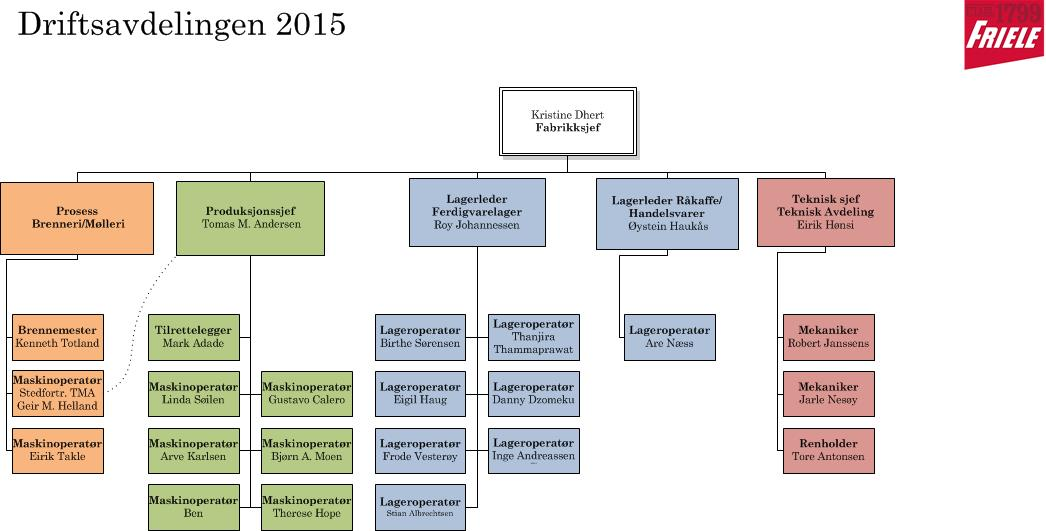 Driftsavdelingen 2015
SIDEN 1799
FRIELE
Kristine Dhert
Fabrikksjef
Prosess
Brenneri/Mølleri
Produksjonssjef
Tomas M. Andersen
Lagerleder
Ferdigvarelager
Roy Johannessen
Lagerleder Råkaffe/
Handelsvarer
Øystein Haukås
Teknisk sjef
Teknisk Avdeling
Eirik Hønsi
Brennemester
Kenneth Totland
Maskinoperatør
Stedfortr. TMA
Geir M. Helland
Maskinoperatør
Eirik Takle
Tilrettelegger
Mark Adade
Maskinoperatør
Linda Søilen
Maskinoperatør
Gustavo Calero
Maskinoperatør
Arve Karlsen
Maskinoperatør
Bjørn A. Moen
Maskinoperatør
Ben
Maskinoperatør
Therese Hope
Lageroperatør
Birthe Sørensen
Lageroperatør
Thanjira
Thammaprawat
Lageroperatør
Eigil Haug
Lageroperatør
Danny Dzomeku
Lageroperatør
Frode Vesterøy
Lageroperatør
Inge Andreassen
Lageroperatør
Stian Albrechtsen
Lageroperatør
Are Næss
Mekaniker
Robert Janssens
Mekaniker
Jarle Nesøy
Renholder
Tore Antonsen